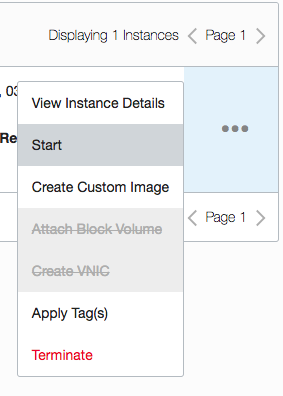 Displaying 1 Instances < Page 1 >
, 03
View Instance Details
Re
Start
Create Custom Image
Attach Block Volume
< Page 1 >
Create VNIC
Apply Tag(s)
Terminate